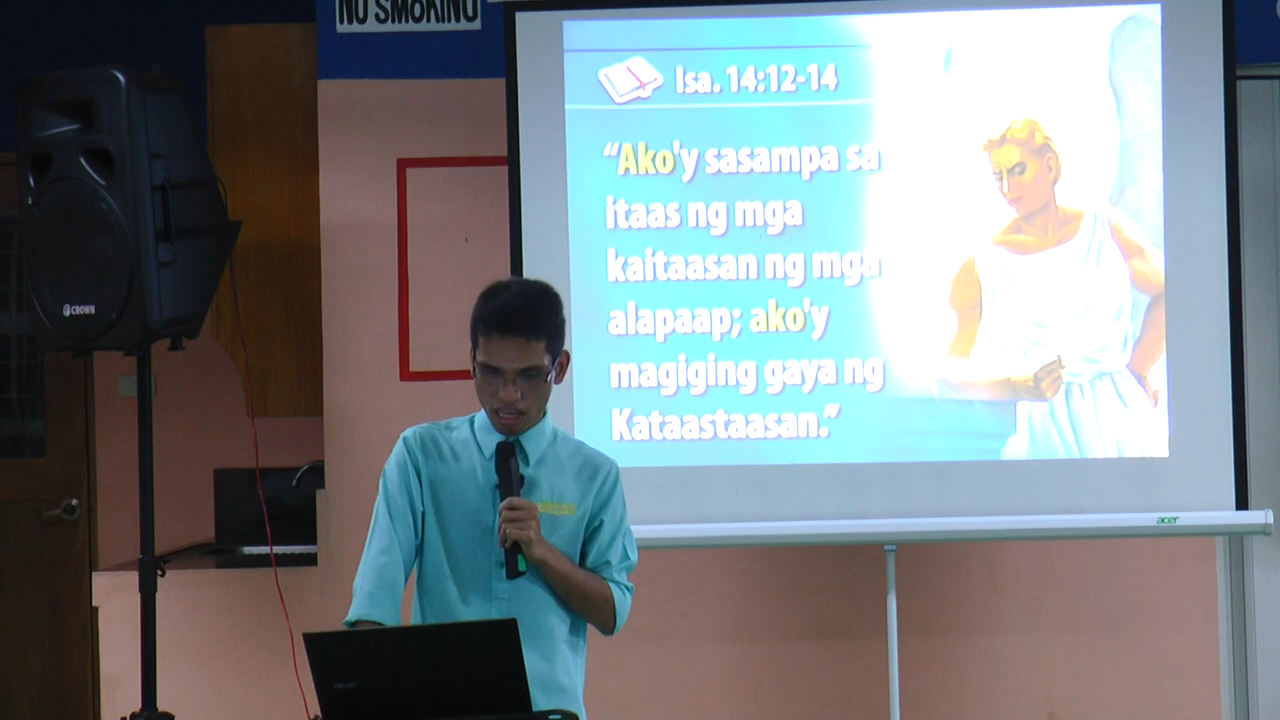 NO SMOKING
Isa. 14:12-14
“Ako'y sasampa sa
itaas ng mga
kaitaasan ng mga
alapaap; ako'y
magiging gaya ng
Kataastaasan.”
CROWN
acer
acer